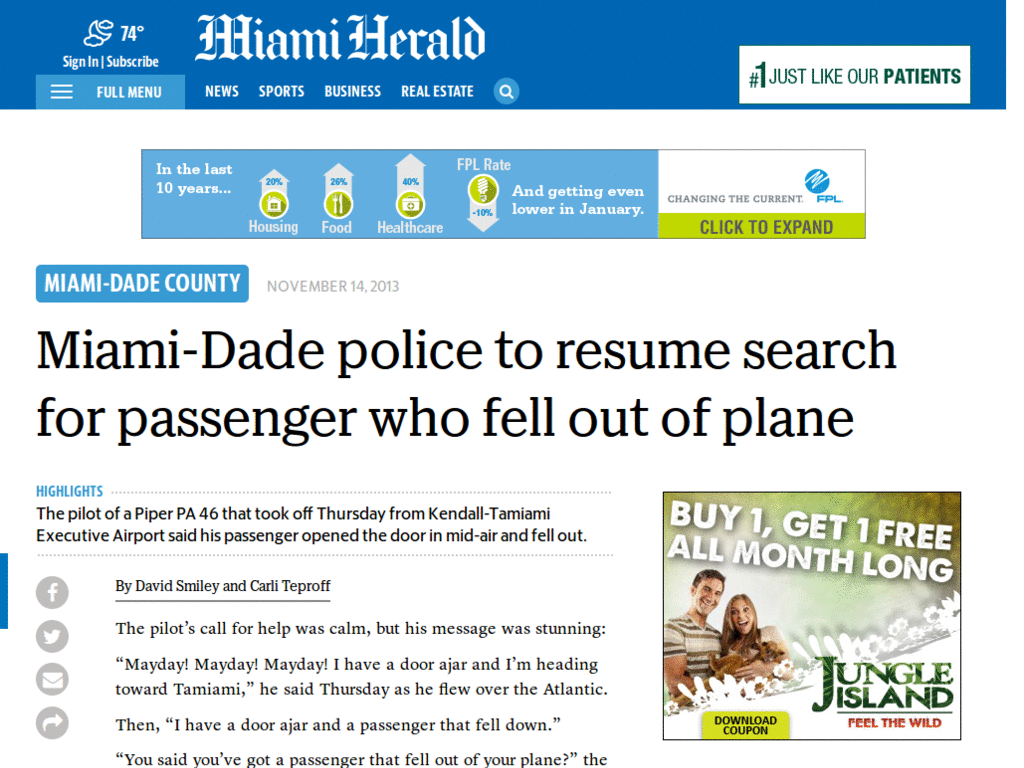 74°
Sign In | Subscribe
Miami Herald
FULL MENU
NEWS SPORTS BUSINESS REAL ESTATE
#1 JUST LIKE OUR PATIENTS
In the last
10 years...
20%
Housing
26%
Food
40%
Healthcare
FPL Rate
-10%
And getting even
lower in January.
CHANGING THE CURRENT.
FPL.
CLICK TO EXPAND
MIAMI-DADE COUNTY
NOVEMBER 14, 2013
Miami-Dade police to resume search
for passenger who fell out of plane
HIGHLIGHTS
The pilot of a Piper PA 46 that took off Thursday from Kendall-Tamiami
Executive Airport said his passenger opened the door in mid-air and fell out.
By David Smiley and Carli Teproff
The pilot’s call for help was calm, but his message was stunning:
“Mayday! Mayday! Mayday! I have a door ajar and I’m heading
toward Tamiami,” he said Thursday as he flew over the Atlantic.
Then, “I have a door ajar and a passenger that fell down.”
“You said you’ve got a passenger that fell out of your plane?” the
BUY 1, GET 1 FREE
ALL MONTH LONG
JUNGLE
ISLAND
FEEL THE WILD
DOWNLOAD
COUPON